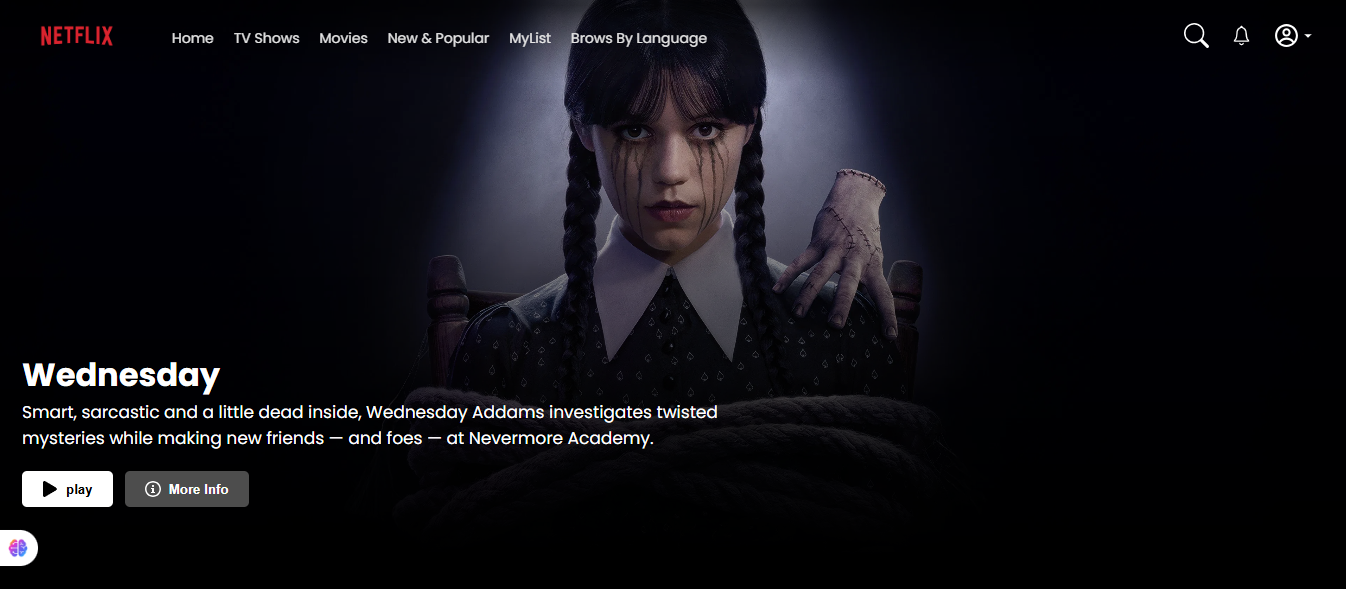 NETFLIX Home TV Shows Movies New & Popular MyList Brows By Language
Wednesday
Smart, sarcastic and a little dead inside, Wednesday Addams investigates twisted
mysteries while making new friends — and foes — at Nevermore Academy.
play More Info